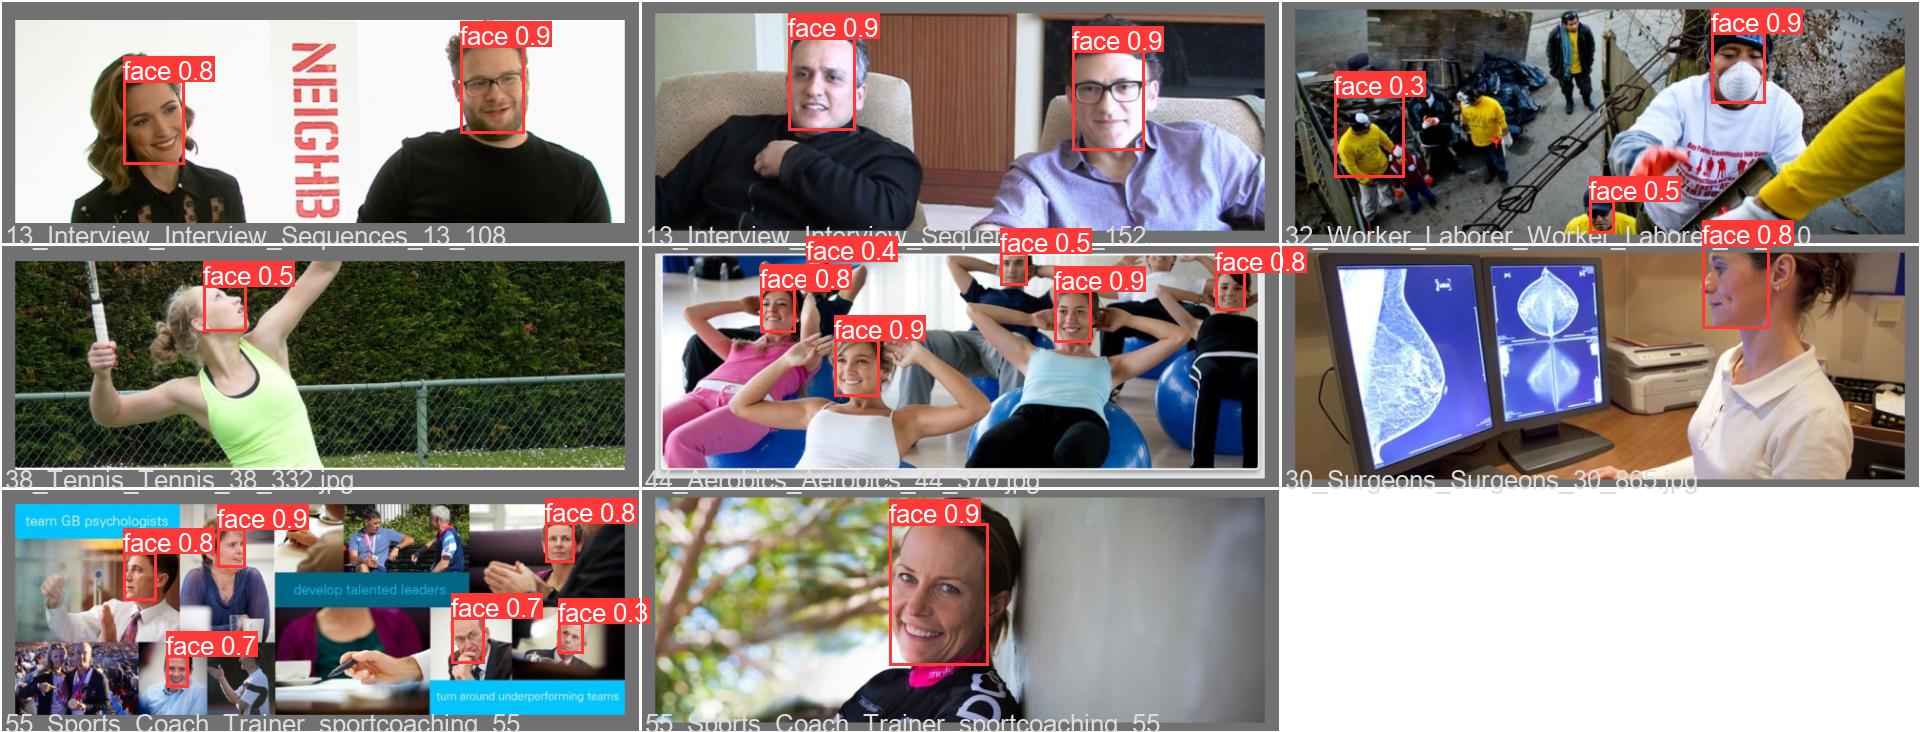 face 0.8
face 0.9
NEIGHB
13_Interview_Interview_Sequences_13_108
face 0.9
face 0.9
13_Interview_Interview_Seque
_152
face 0.9
face 0.3
face 0.5
32_Worker_Laborer_Worker_Labore
0
face 0.5
38_Tennis_Tennis_38_332.jpg
face 0.4
face 0.5
face 0.8
face 0.8
face 0.9
face 0.9
44_Aerobics_Aerobics_44_370.jpg
face 0.8
30_Surgeons_Surgeons_30_865.jpg
team GB psychologists
face 0.9
face 0.8
face 0.8
develop talented leaders
face 0.7
face 0.3
face 0.7
turn around underperforming teams
55_Sports_Coach_Trainer_sportcoaching_55
face 0.9
55_Sports_Coach_Trainer_sportcoaching_55